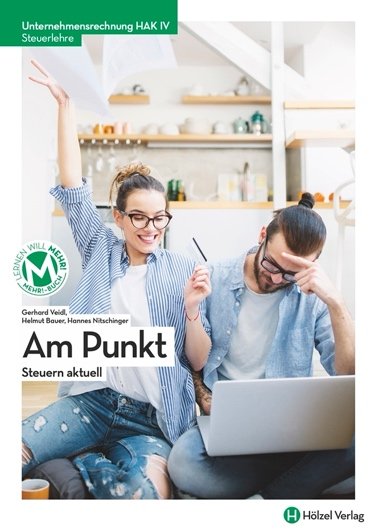 Unternehmensrechnung HAK IV
Steuerlehre
LERNEN WILL MEHR!
M
MEHR!-BUCH
Gerhard Veidl,
Helmut Bauer, Hannes Nitschinger
Am Punkt
Steuern aktuell
H Hölzel Verlag